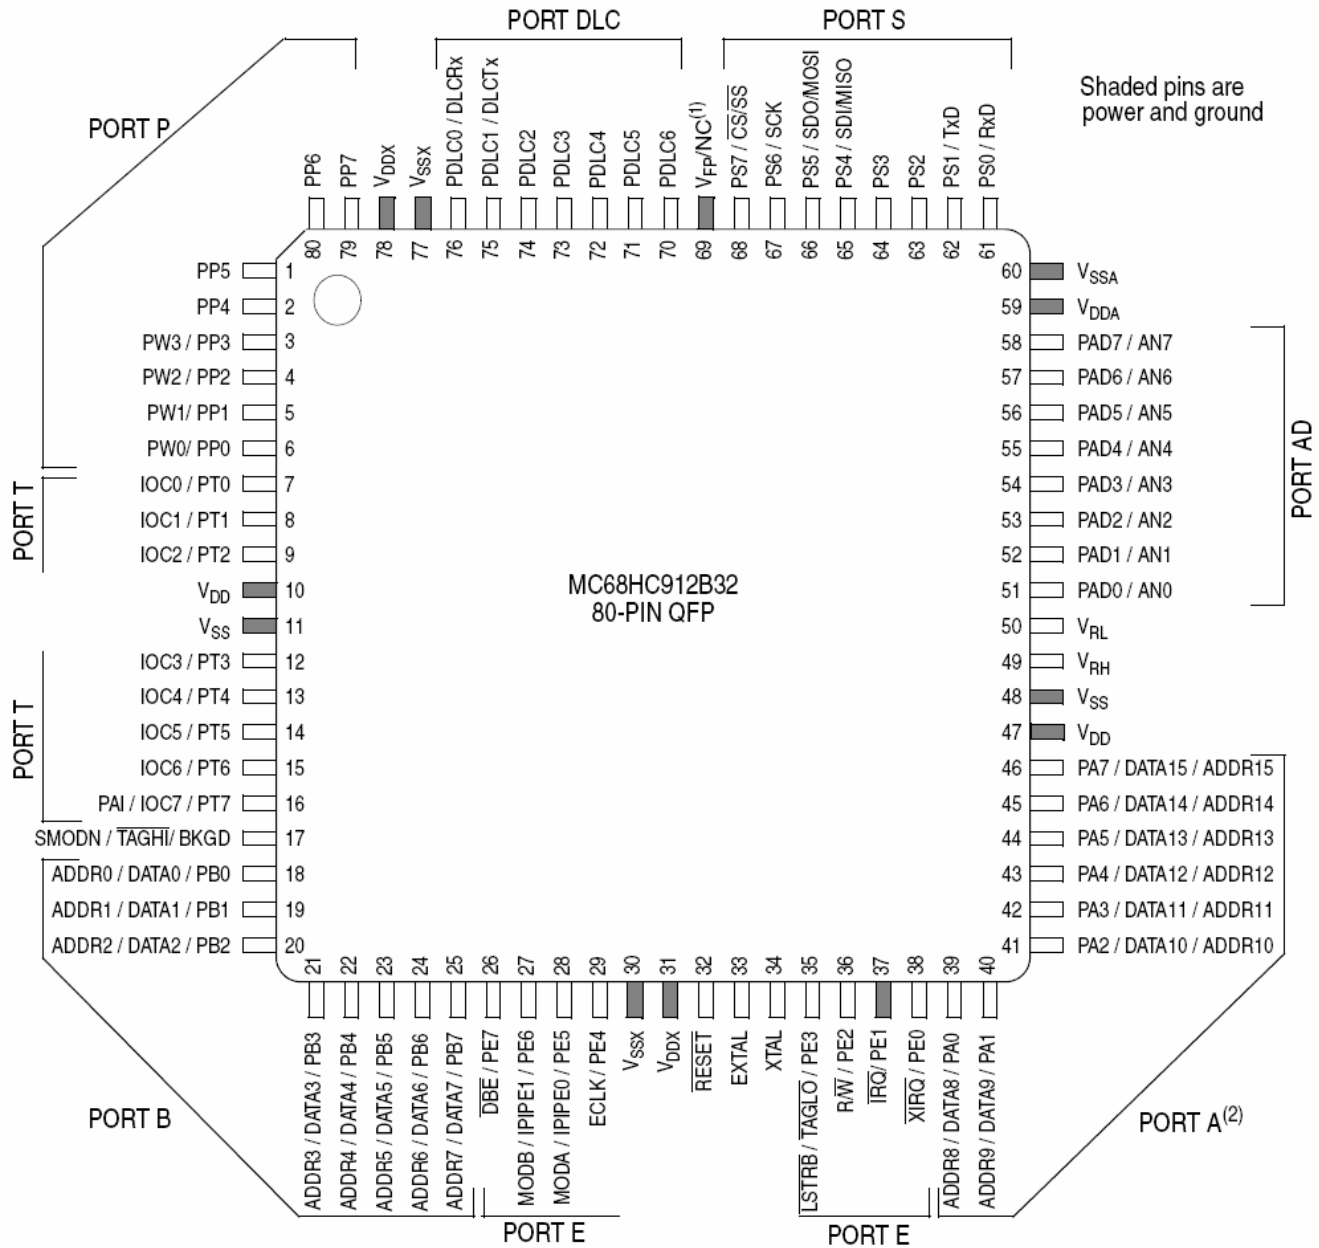 PORT DLC
PORT S
PORT P
Shaded pins are
power and ground
PP6
PP7
VDDX
VSSX
PDLC0 / DLCRx
PDLC1 / DLCTx
PDLC2
PDLC3
PDLC4
PDLC5
PDLC6
VFP/NC(1)
PS7 / CS/SS
PS6 / SCK
PS5 / SDO/MOSI
PS4 / SDI/MISO
PS3
PS2
PS1 / TxD
PS0 / RxD
80
79
78
77
76
75
74
73
72
71
70
69
68
67
66
65
64
63
62
61
PP5 1
PP4 2
PW3 / PP3 3
PW2 / PP2 4
PW1/ PP1 5
PW0/ PP0 6
IOC0 / PT0 7
IOC1 / PT1 8
IOC2 / PT2 9
VDD 10
VSS 11
IOC3 / PT3 12
IOC4 / PT4 13
IOC5 / PT5 14
IOC6 / PT6 15
PAI / IOC7 / PT7 16
SMODN / TAGHI/ BKGD 17
ADDR0 / DATA0 / PB0 18
ADDR1 / DATA1 / PB1 19
ADDR2 / DATA2 / PB2 20
PORT T
PORT T
MC68HC912B32
80-PIN QFP
60 VSSA
59 VDDA
58 PAD7 / AN7
57 PAD6 / AN6
56 PAD5 / AN5
55 PAD4 / AN4
54 PAD3 / AN3
53 PAD2 / AN2
52 PAD1 / AN1
51 PAD0 / AN0
50 VRL
49 VRH
48 VSS
47 VDD
46 PA7 / DATA15 / ADDR15
45 PA6 / DATA14 / ADDR14
44 PA5 / DATA13 / ADDR13
43 PA4 / DATA12 / ADDR12
42 PA3 / DATA11 / ADDR11
41 PA2 / DATA10 / ADDR10
PORT AD
21
22
23
24
25
26
27
28
29
30
31
32
33
34
35
36
37
38
39
40
ADDR3 / DATA3 / PB3
ADDR4 / DATA4 / PB4
ADDR5 / DATA5 / PB5
ADDR6 / DATA6 / PB6
ADDR7 / DATA7 / PB7
DBE / PE7
MODB / IPIPE1 / PE6
MODA / IPIPE0 / PE5
ECLK / PE4
VSSX
VDDX
RESET
EXTAL
XTAL
LSTRB / TAGLO / PE3
R/W / PE2
IRQ/ PE1
XIRQ / PE0
ADDR8 / DATA8 / PA0
ADDR9 / DATA9 / PA1
PORT B
PORT A(2)
PORT E
PORT E